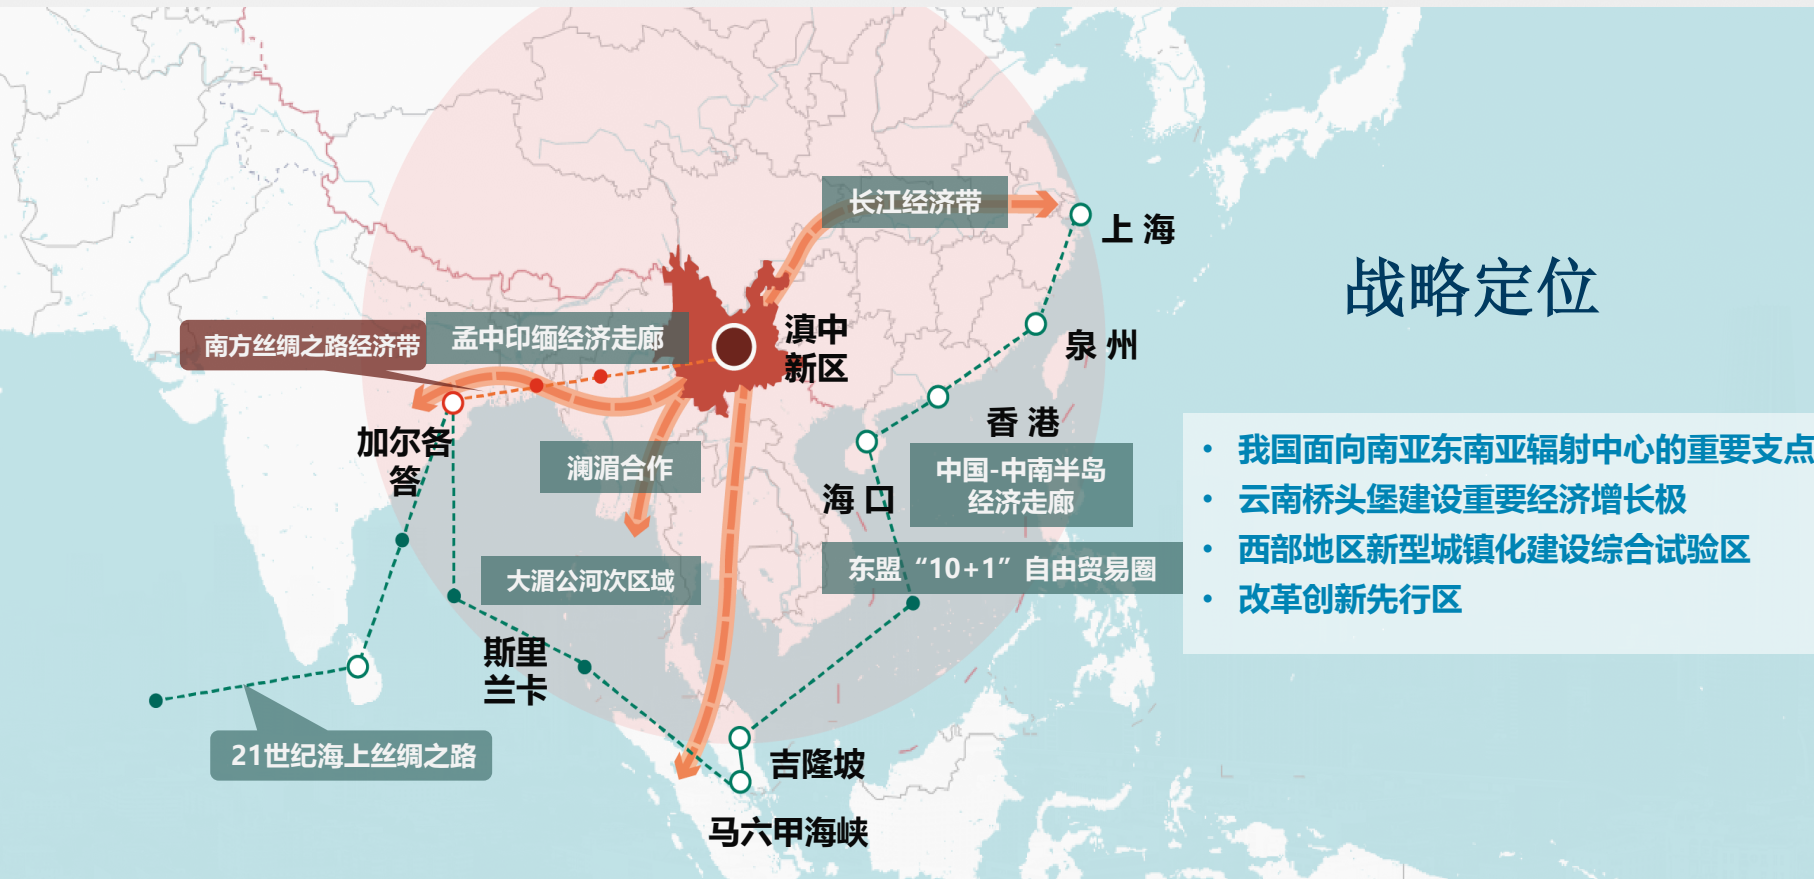 长江经济带
上 海
战略定位
滇中
新区
孟中印缅经济走廊
南方丝绸之路经济带
泉 州
加尔各
答
香 港
澜湄合作
中国-中南半岛
经济走廊
海 口
我国面向南亚东南亚辐射中心的重要支点
云南桥头堡建设重要经济增长极
西部地区新型城镇化建设综合试验区
改革创新先行区
东盟“10+1”自由贸易圈
大湄公河次区域
斯里
兰卡
21世纪海上丝绸之路
吉隆坡
马六甲海峡